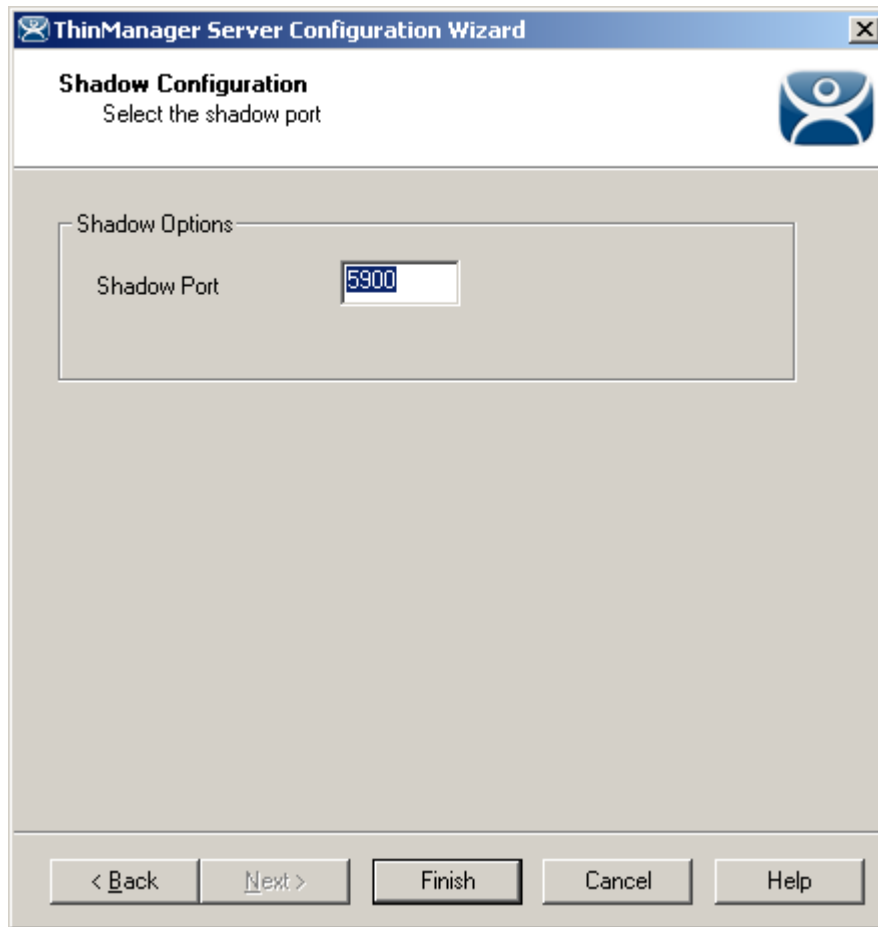 ThinManager Server Configuration Wizard
Shadow Configuration
Select the shadow port
Shadow Options
Shadow Port 5900
< Back Next > Finish Cancel Help